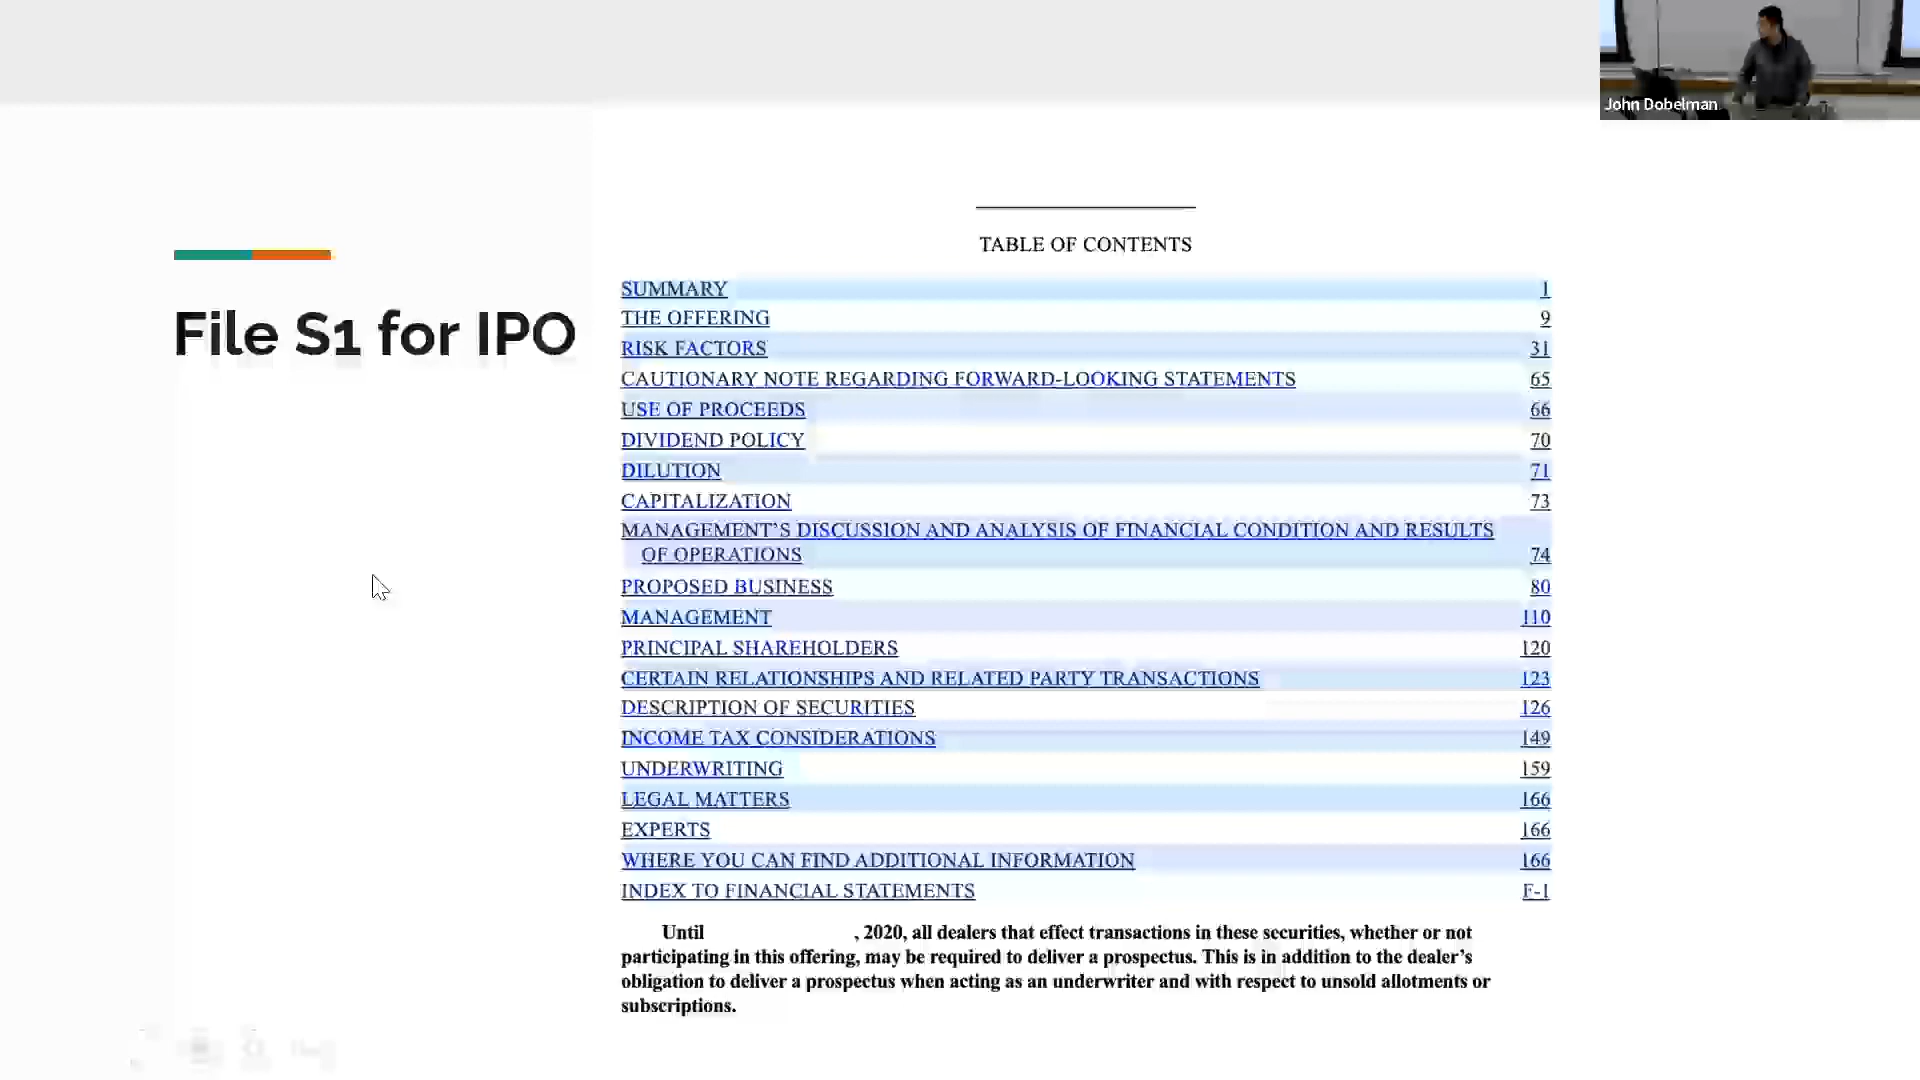 John Dobelman
File S1 for IPO
TABLE OF CONTENTS
SUMMARY 1
THE OFFERING 9
RISK FACTORS 31
CAUTIONARY NOTE REGARDING FORWARD-LOOKING STATEMENTS 65
USE OF PROCEEDS 66
DIVIDEND POLICY 70
DILUTION 71
CAPITALIZATION 73
MANAGEMENT’S DISCUSSION AND ANALYSIS OF FINANCIAL CONDITION AND RESULTS
OF OPERATIONS 74
PROPOSED BUSINESS 80
MANAGEMENT 110
PRINCIPAL SHAREHOLDERS 120
CERTAIN RELATIONSHIPS AND RELATED PARTY TRANSACTIONS 123
DESCRIPTION OF SECURITIES 126
INCOME TAX CONSIDERATIONS 149
UNDERWRITING 159
LEGAL MATTERS 166
EXPERTS 166
WHERE YOU CAN FIND ADDITIONAL INFORMATION 166
INDEX TO FINANCIAL STATEMENTS F-1
Until , 2020, all dealers that effect transactions in these securities, whether or not
participating in this offering, may be required to deliver a prospectus. This is in addition to the dealer’s
obligation to deliver a prospectus when acting as an underwriter and with respect to unsold allotments or
subscriptions.